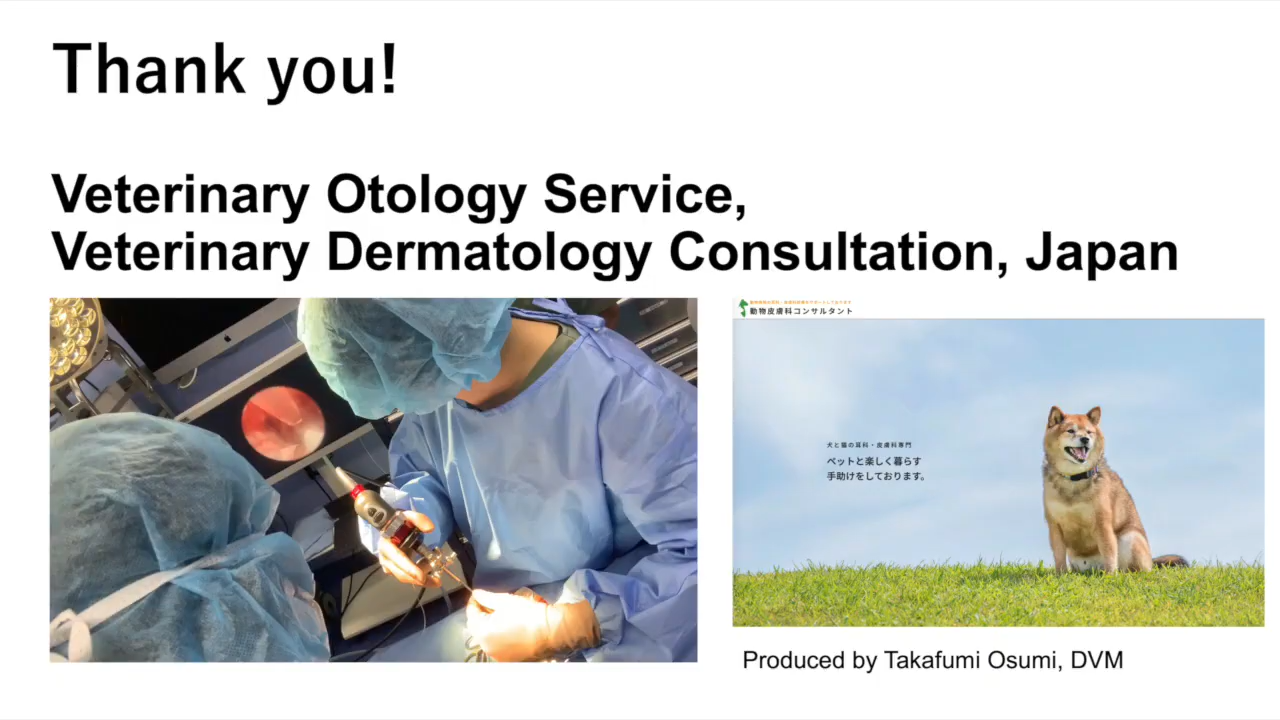 Thank you!
Veterinary Otology Service,
Veterinary Dermatology Consultation, Japan
動物皮膚科コンサルタント
犬と猫の耳科・皮膚科専門
ペットと楽しく暮らす
手助けをしております。
Produced by Takafumi Osumi, DVM